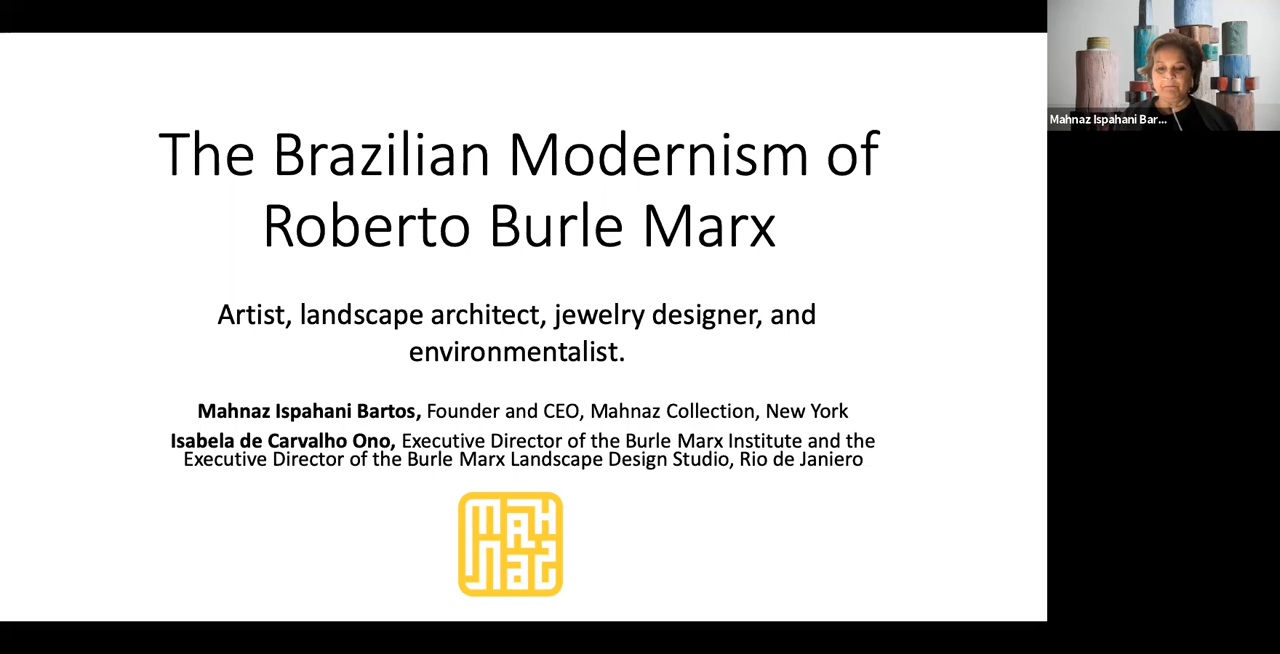 The Brazilian Modernism of
Roberto Burle Marx
Artist, landscape architect, jewelry designer, and
environmentalist.
Mahnaz Ispahani Bartos, Founder and CEO, Mahnaz Collection, New York
Isabela de Carvalho Ono, Executive Director of the Burle Marx Institute and the
Executive Director of the Burle Marx Landscape Design Studio, Rio de Janiero
MAH
NAZ
Mahnaz Ispahani Bar...